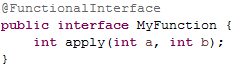 @FunctionalInterface
public interface MyFunction {
    int apply(int a, int b);
}